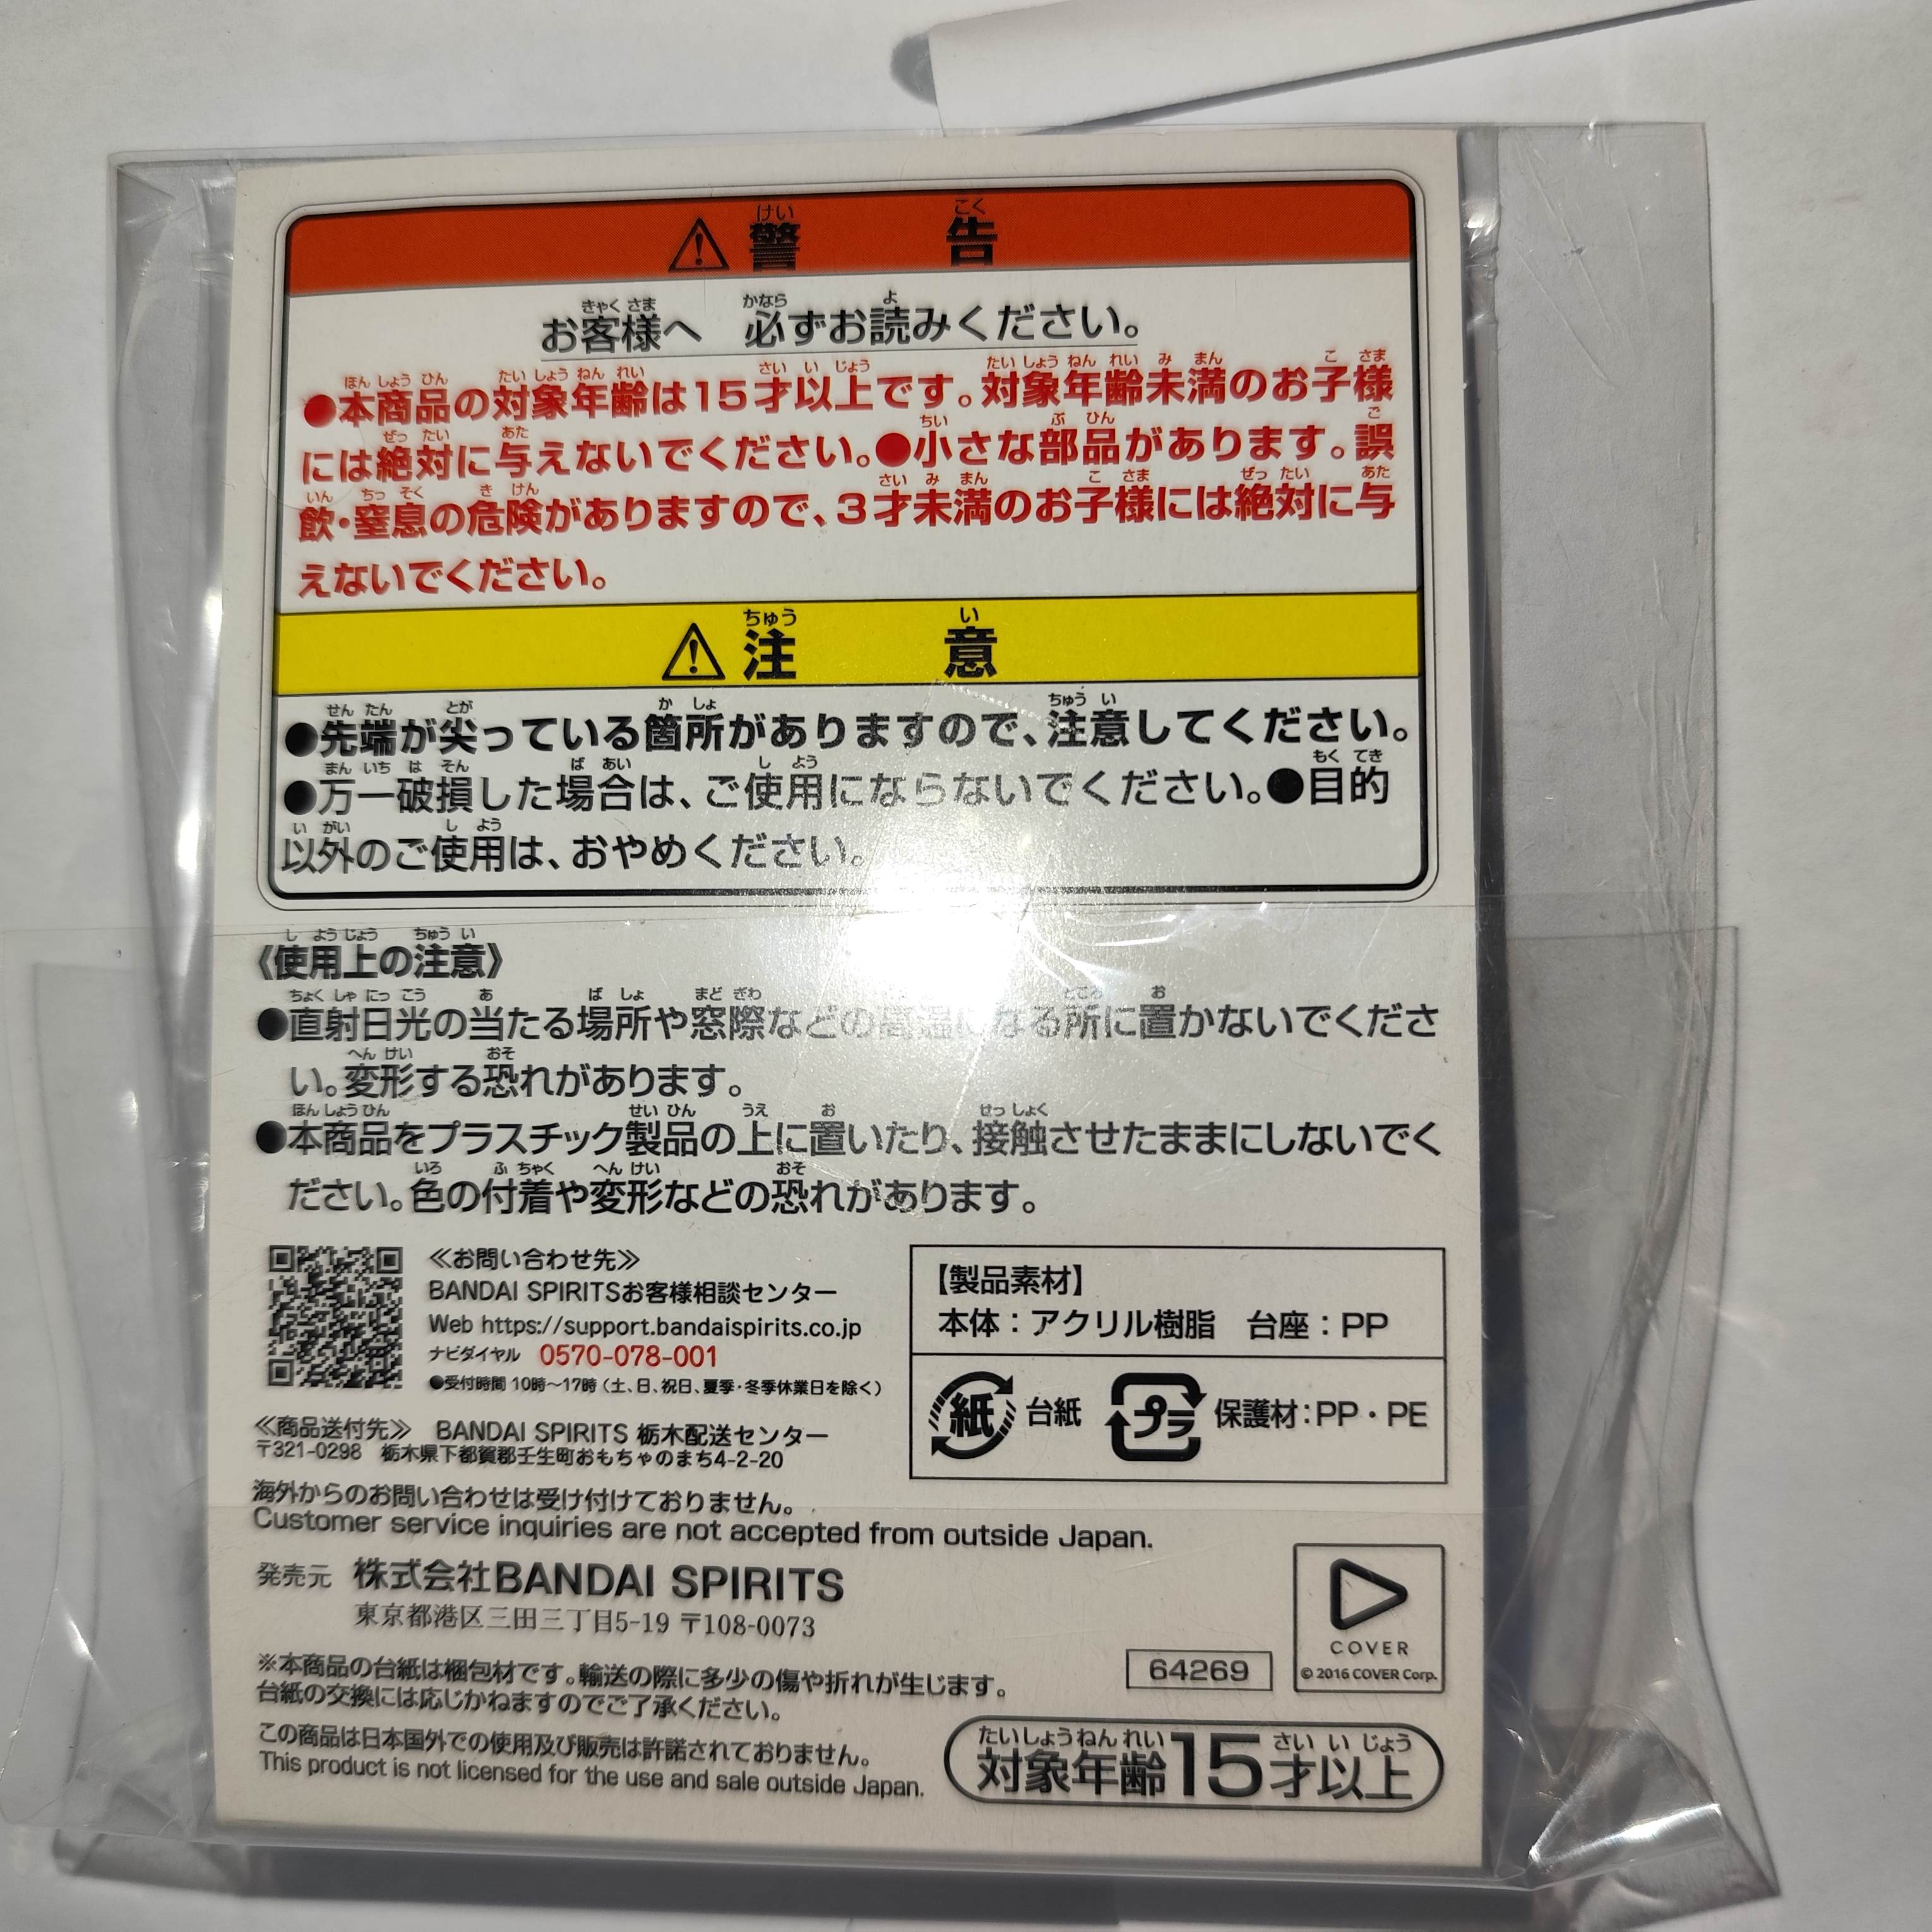 ⚠警告
お客様へ 必ずお読みください。
●本商品の対象年齢は15才以上です。対象年齢未満のお子様
には絶対に与えないでください。●小さな部品があります。誤
飲・窒息の危険がありますので、3才未満のお子様には絶対に与
えないでください。
⚠注意
●先端が尖っている箇所がありますので、注意してください。
●万一破損した場合は、ご使用にならないでください。●目的
以外のご使用は、おやめください。
《使用上の注意》
●直射日光の当たる場所や窓際などの高温になる所に置かないでくださ
い。変形する恐れがあります。
●本商品をプラスチック製品の上に置いたり、接触させたままにしないでく
ださい。色の付着や変形などの恐れがあります。
≪お問い合わせ先≫
BANDAI SPIRITSお客様相談センター
Web https://support.bandaispirits.co.jp
ナビダイヤル 0570-078-001
●受付時間 10時～17時（土、日、祝日、夏季・冬季休業日を除く）
≪商品送付先≫ BANDAI SPIRITS 栃木配送センター
〒321-0298 栃木県下都賀郡壬生町おもちゃのまち4-2-20
【製品素材】
本体：アクリル樹脂 台座：PP
紙 台紙 プラ 保護材：PP・PE
海外からのお問い合わせは受け付けておりません。
Customer service inquiries are not accepted from outside Japan.
発売元 株式会社BANDAI SPIRITS
東京都港区三田三丁目5-19 〒108-0073
※本商品の台紙は梱包材です。輸送の際に多少の傷や折れが生じます。
台紙の交換には応じかねますのでご了承ください。
この商品は日本国外での使用及び販売は許諾されておりません。
This product is not licensed for the use and sale outside Japan.
64269
COVER
© 2016 COVER Corp.
対象年齢15才以上